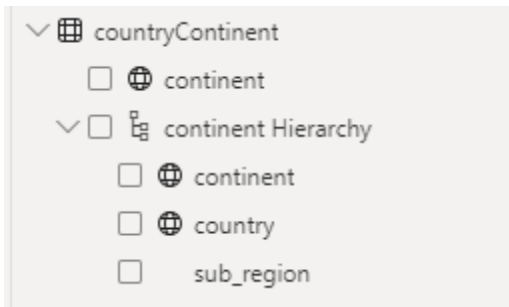 countryContinent
continent
continent Hierarchy
continent
country
sub_region